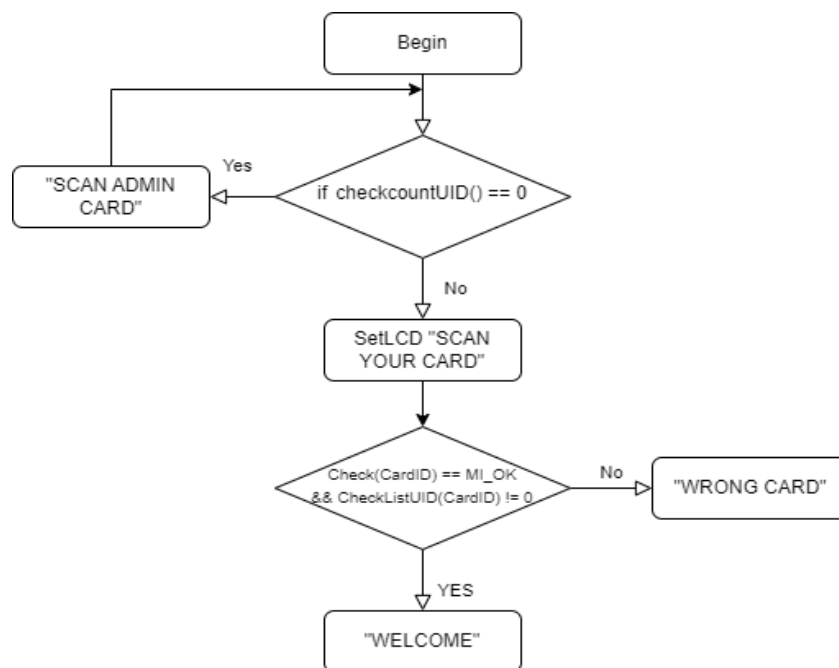 Begin
Yes
"SCAN ADMIN
CARD"
if checkcountUID() == 0
No
SetLCD "SCAN
YOUR CARD"
Check(CardID) == MI_OK
&& CheckListUID(CardID) != 0
No
"WRONG CARD"
YES
"WELCOME"